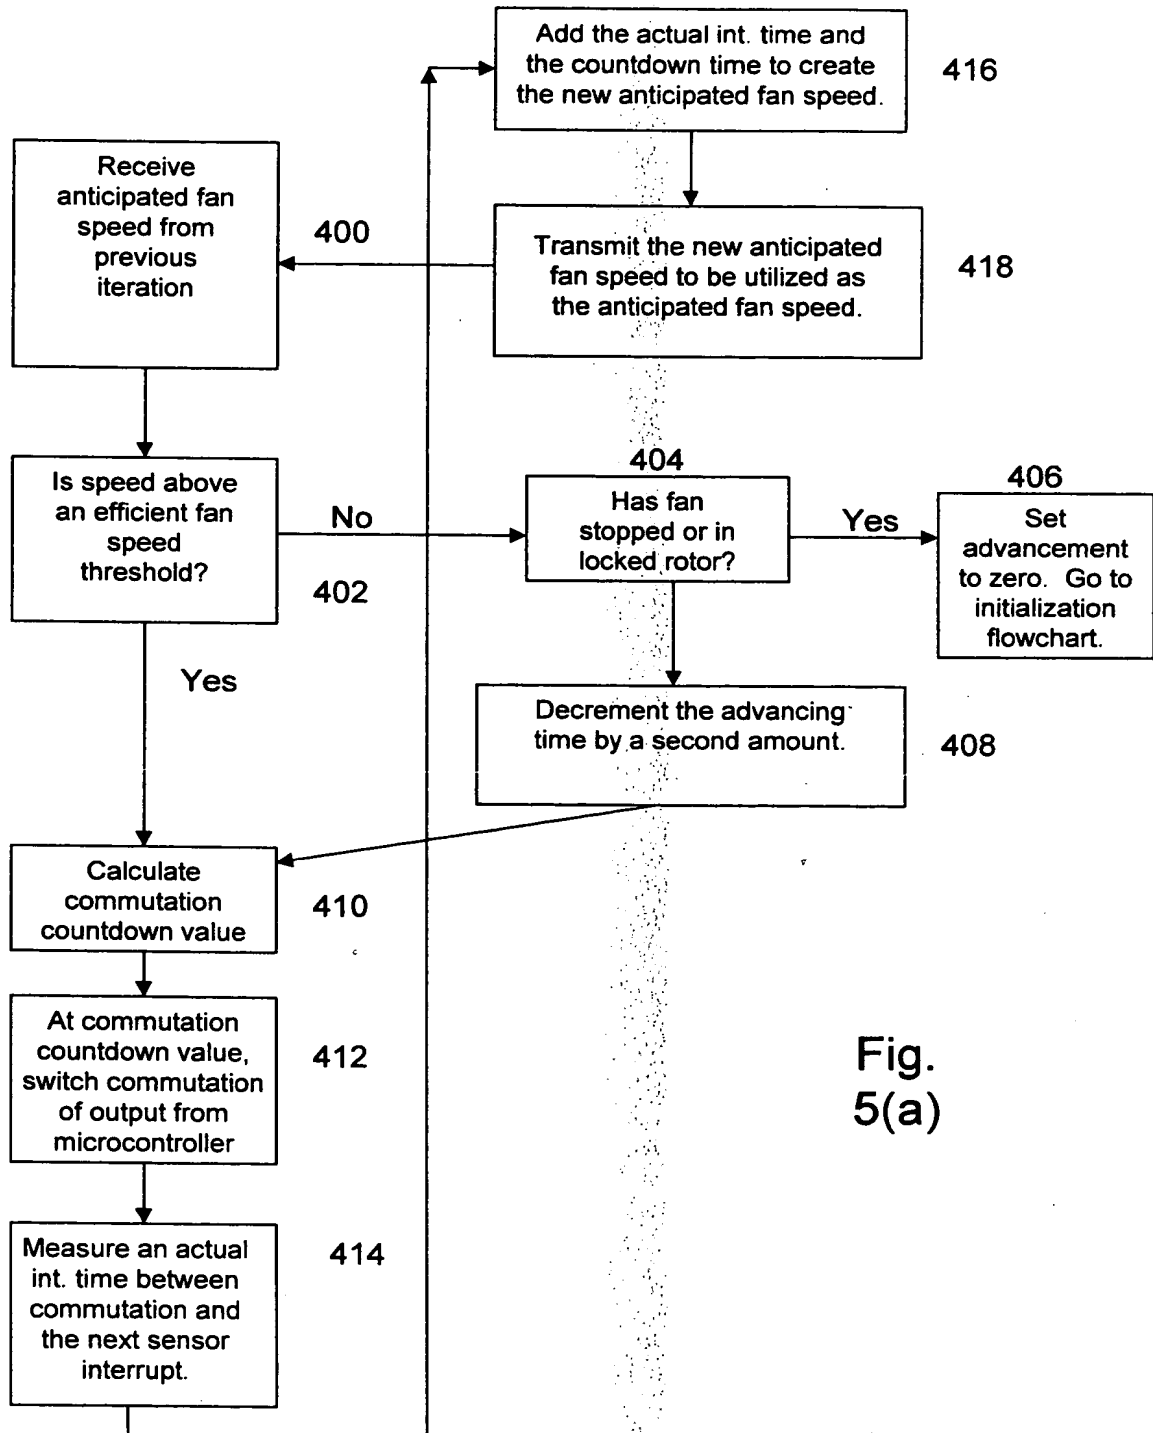 Add the actual int. time and
the countdown time to create
the new anticipated fan speed.
416
Receive
anticipated fan
speed from
previous
iteration
400
Transmit the new anticipated
fan speed to be utilized as
the anticipated fan speed.
418
Is speed above
an efficient fan
speed
threshold?
402
No
404
Has fan
stopped or in
locked rotor?
Yes
406
Set
advancement
to zero. Go to
initialization
flowchart.
Yes
Decrement the advancing
time by a second amount.
408
Calculate
commutation
countdown value
410
At commutation
countdown value,
switch commutation
of output from
microcontroller
412
Measure an actual
int. time between
commutation and
the next sensor
interrupt.
414
Fig.
5(a)